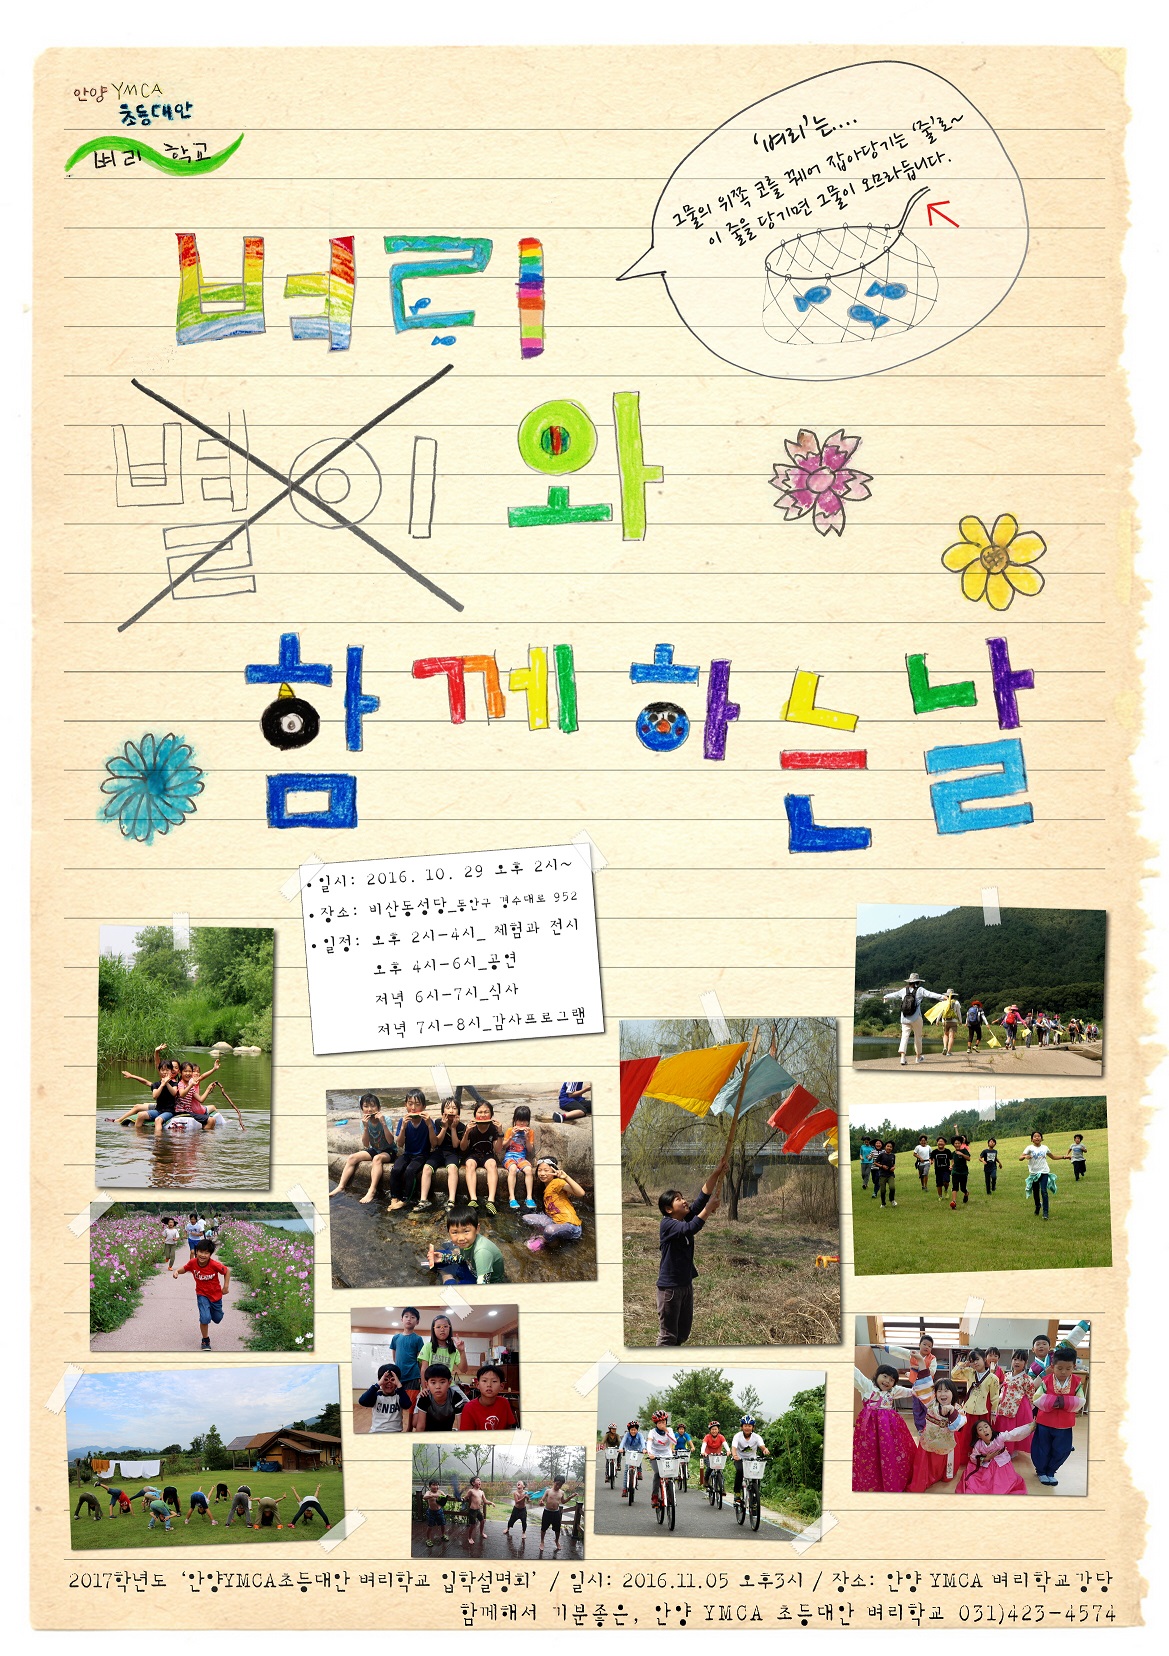 안양 YMCA
초등대안
벼리 학교
'벼리'는....
그물의 위쪽 코를 꿰어 잡아당기는 '줄'로~
이 줄을 당기면 그물이 오므라듭니다.
벼리
별이와
함께하는날
•일시: 2016. 10. 29 오후 2시~
•장소: 비산동성당_동안구 경수대로 952
•일정: 오후 2시-4시_ 체험과 전시
오후 4시-6시_공연
저녁 6시-7시_식사
저녁 7시-8시_감사프로그램
2017학년도 '안양YMCA초등대안 벼리학교 입학설명회' / 일시: 2016.11.05 오후3시 / 장소: 안양 YMCA 벼리학교강당
함께해서 기분좋은, 안양 YMCA 초등대안 벼리학교 031)423-4574